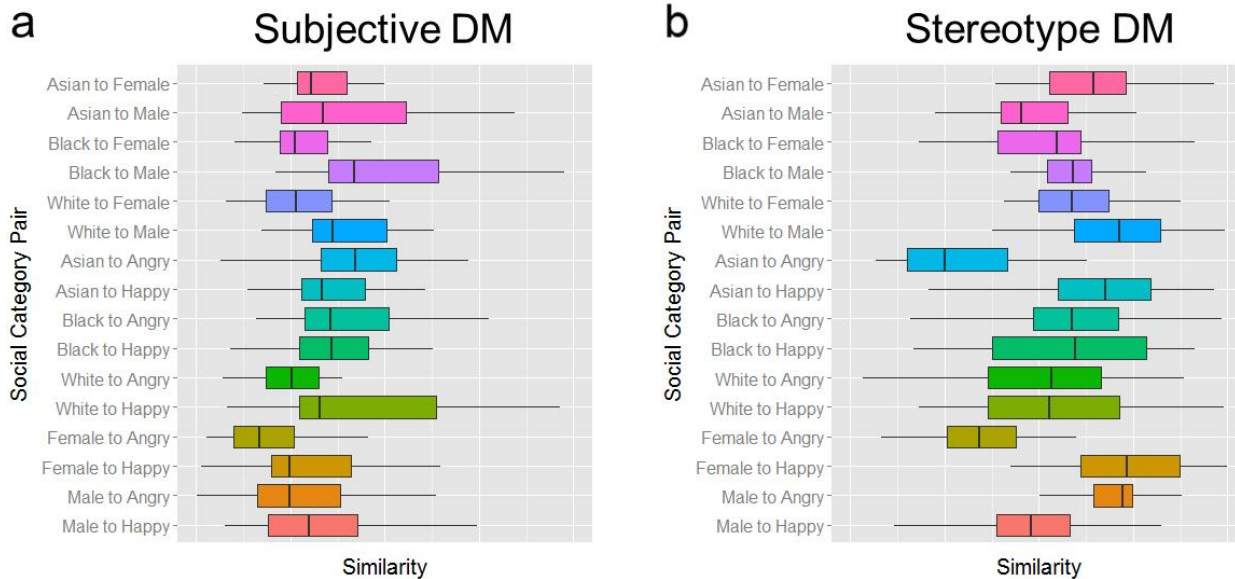 a
Subjective DM
Social Category Pair
Asian to Female
Asian to Male
Black to Female
Black to Male
White to Female
White to Male
Asian to Angry
Asian to Happy
Black to Angry
Black to Happy
White to Angry
White to Happy
Female to Angry
Female to Happy
Male to Angry
Male to Happy
Similarity
b
Stereotype DM
Social Category Pair
Asian to Female
Asian to Male
Black to Female
Black to Male
White to Female
White to Male
Asian to Angry
Asian to Happy
Black to Angry
Black to Happy
White to Angry
White to Happy
Female to Angry
Female to Happy
Male to Angry
Male to Happy
Similarity